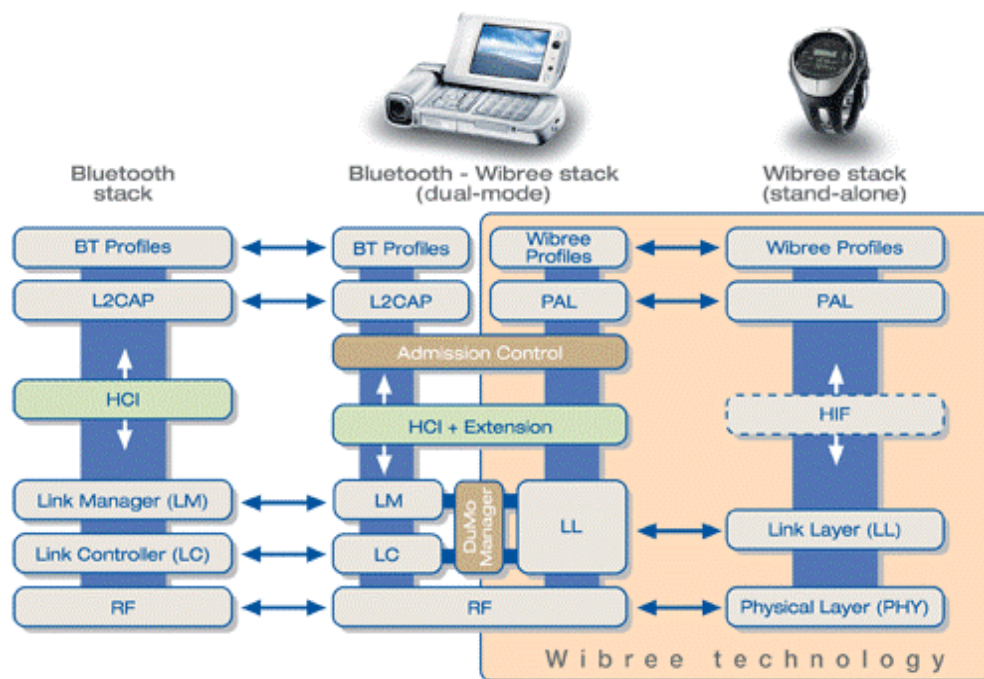 Bluetooth
stack
Bluetooth - Wibree stack
(dual-mode)
Wibree stack
(stand-alone)
BT Profiles
BT Profiles
Wibree
Profiles
Wibree Profiles
L2CAP
L2CAP
PAL
PAL
Admission Control
HCI
HCI + Extension
HIF
Link Manager (LM)
LM
DuMo
Manager
LL
Link Layer (LL)
Link Controller (LC)
LC
RF
RF
Physical Layer (PHY)
Wibree technology